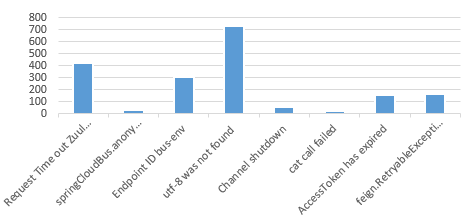 800
700
600
500
400
300
200
100
0
Request Time out Zuul...
springCloudBus.anony...
Endpoint ID bus-env
utf-8 was not found
Channel shutdown
cat call failed
AccessToken has expired
feign.RetryableExcepti...